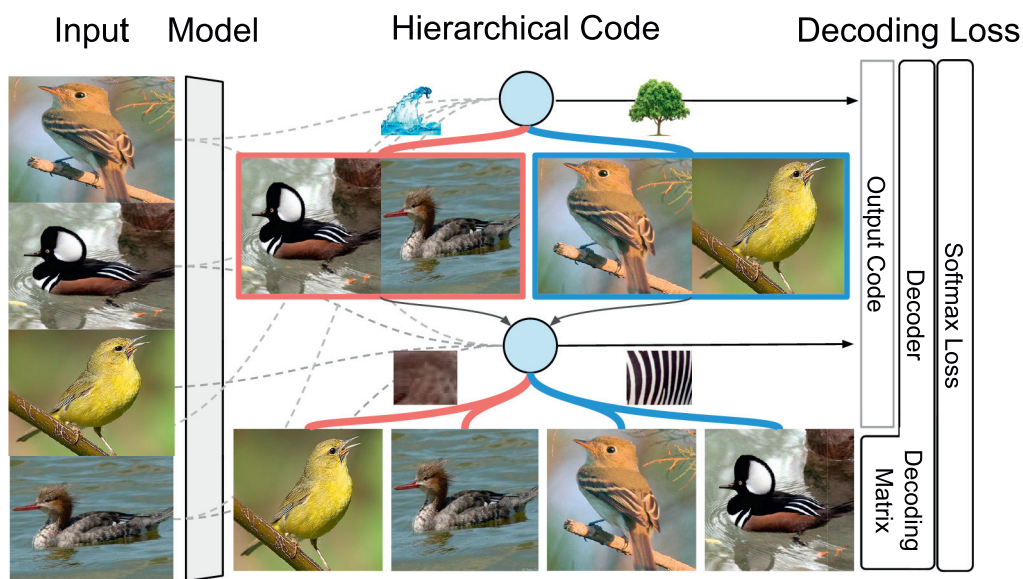 Input
Model
Hierarchical Code
Decoding Loss
Output Code
Decoder
Decoding
Matrix
Softmax Loss